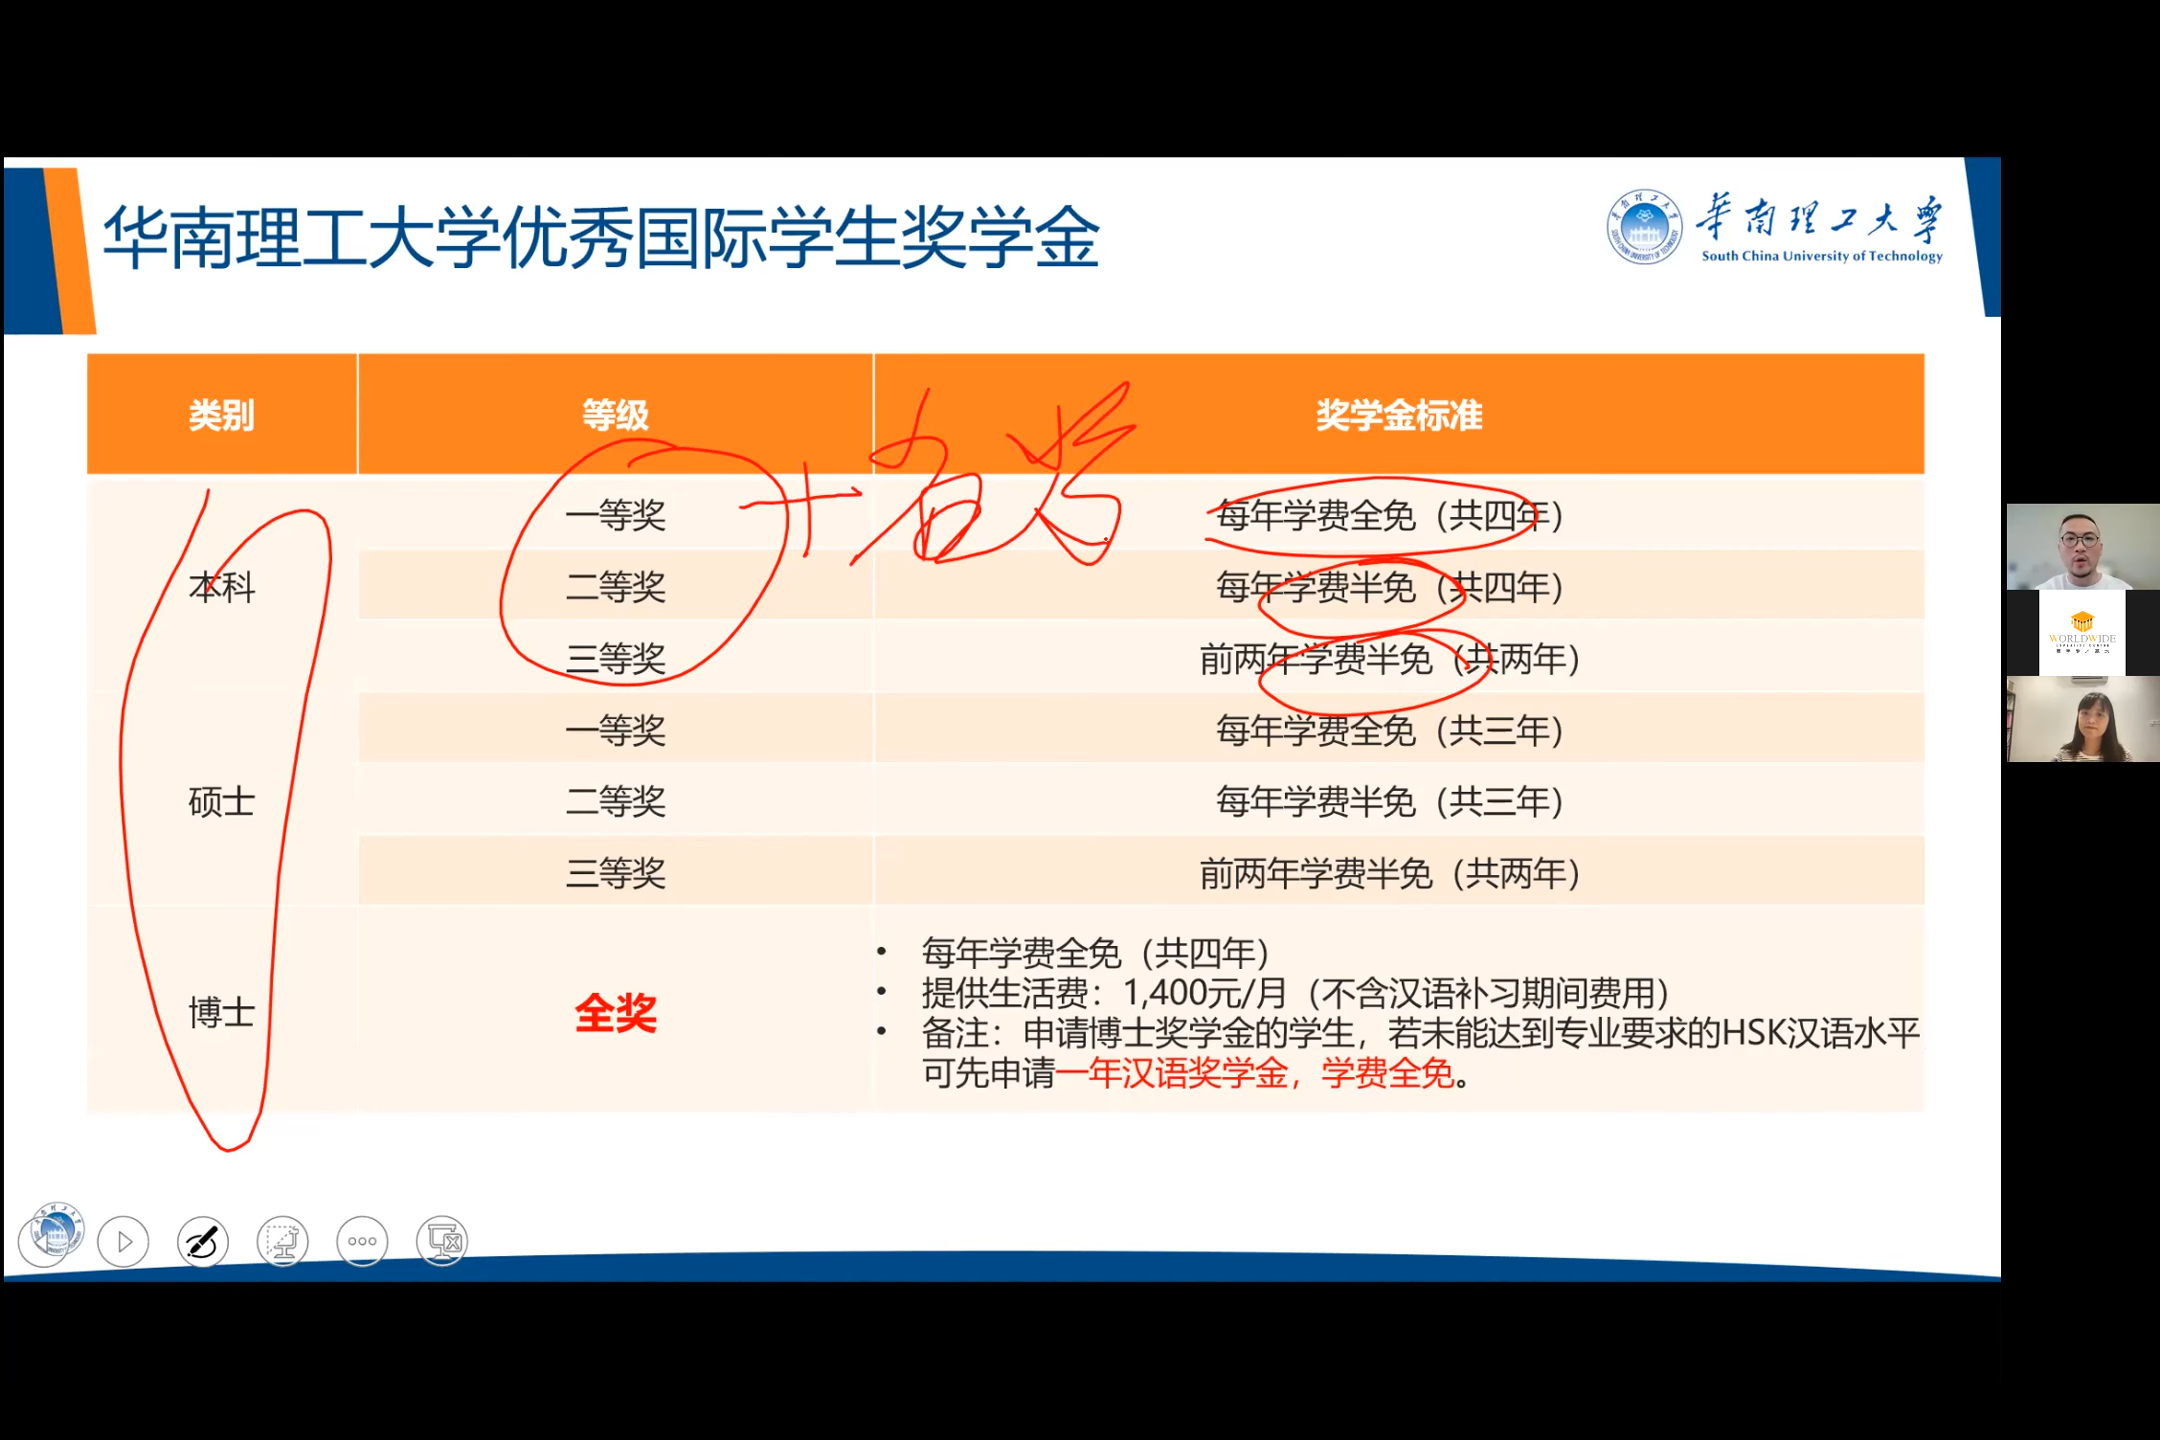 华南理工大学优秀国际学生奖学金
華南理工大學
South China University of Technology
类别 等级 奖学金标准
本科 一等奖 每年学费全免（共四年）
二等奖 每年学费半免（共四年）
三等奖 前两年学费半免（共两年）
硕士 一等奖 每年学费全免（共三年）
二等奖 每年学费半免（共三年）
三等奖 前两年学费半免（共两年）
博士 全奖
• 每年学费全免（共四年）
• 提供生活费：1,400元/月（不含汉语补习期间费用）
• 备注：申请博士奖学金的学生，若未能达到专业要求的HSK汉语水平
可先申请一年汉语奖学金，学费全免。
WORLDWIDE